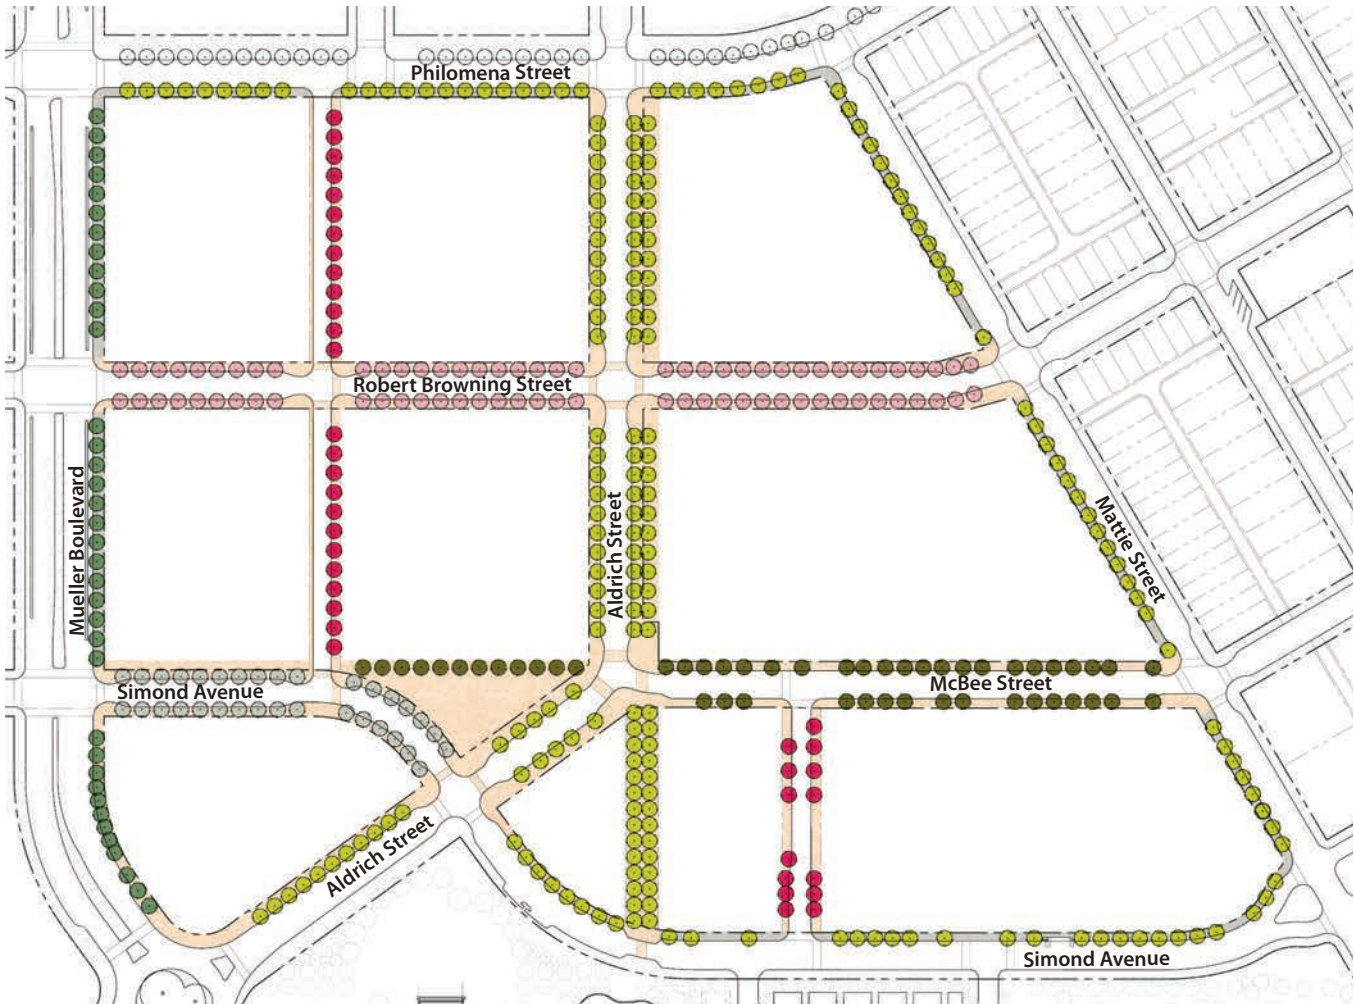 Philomena Street
Robert Browning Street
Mueller Boulevard
Aldrich Street
Mattie Street
Simond Avenue
McBee Street
Aldrich Street
Simond Avenue